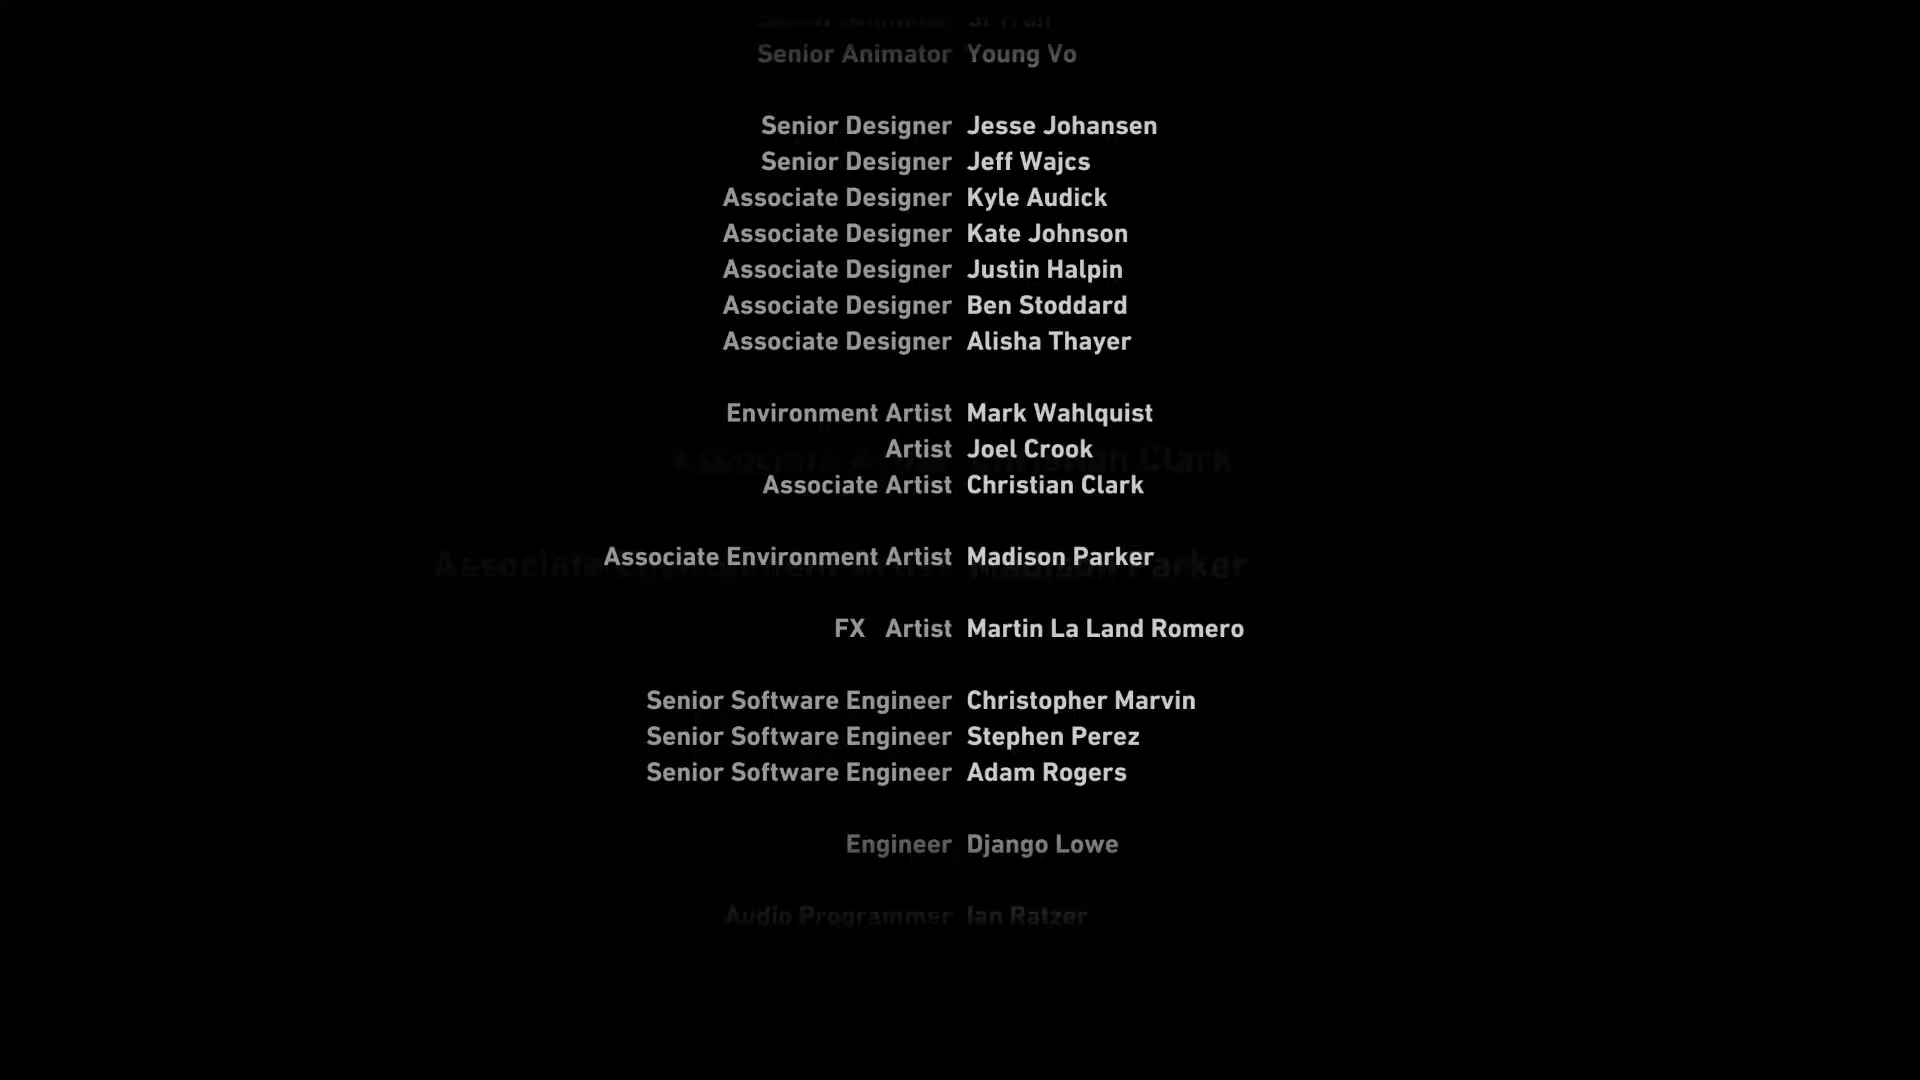 Senior Animator Young Vo
Senior Designer Jesse Johansen
Senior Designer Jeff Wajcs
Associate Designer Kyle Audick
Associate Designer Kate Johnson
Associate Designer Justin Halpin
Associate Designer Ben Stoddard
Associate Designer Alisha Thayer
Environment Artist Mark Wahlquist
Artist Joel Crook
Associate Artist Christian Clark
Associate Environment Artist Madison Parker
FX Artist Martin La Land Romero
Senior Software Engineer Christopher Marvin
Senior Software Engineer Stephen Perez
Senior Software Engineer Adam Rogers
Engineer Django Lowe
Audio Programmer Ian Ratzer